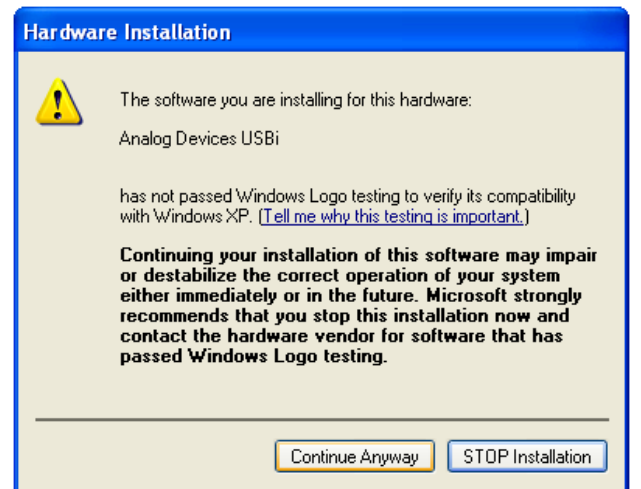 Hardware Installation
The software you are installing for this hardware:
Analog Devices USBi
has not passed Windows Logo testing to verify its compatibility
with Windows XP. (Tell me why this testing is important.)
Continuing your installation of this software may impair
or destabilize the correct operation of your system
either immediately or in the future. Microsoft strongly
recommends that you stop this installation now and
contact the hardware vendor for software that has
passed Windows Logo testing.
Continue Anyway STOP Installation